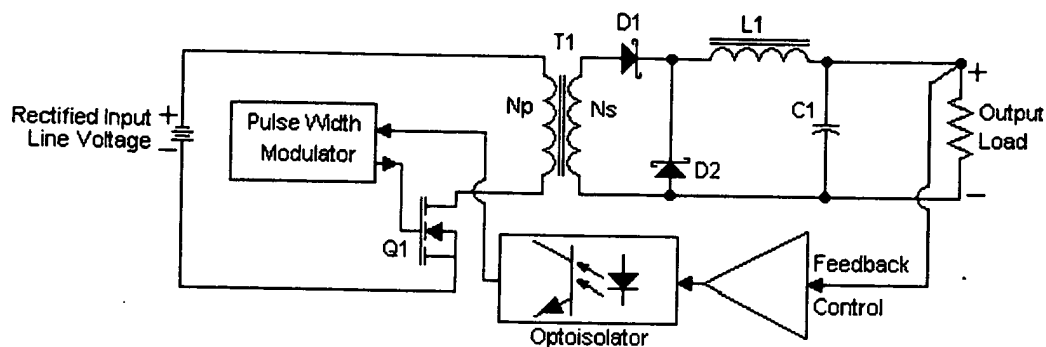 D1
L1
T1
+
Rectified Input +
Line Voltage −
Pulse Width
Modulator
Np
Ns
C1
Output
Load
D2
−
Q1
Feedback
Control
Optoisolator